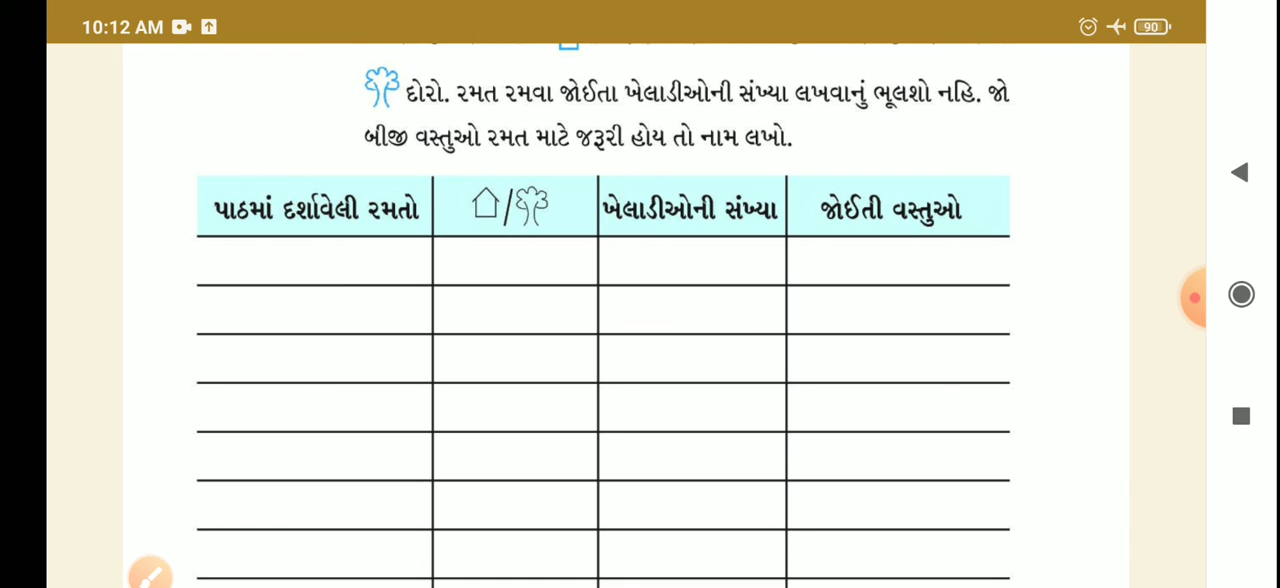 10:12 AM
90
દોરો. રમત રમવા જોઈતા ખેલાડીઓની સંખ્યા લખવાનું ભૂલશો નહિ. જો
બીજી વસ્તુઓ રમત માટે જરૂરી હોય તો નામ લખો.
પાઠમાં દર્શાવેલી રમતો / ખેલાડીઓની સંખ્યા જોઈતી વસ્તુઓ